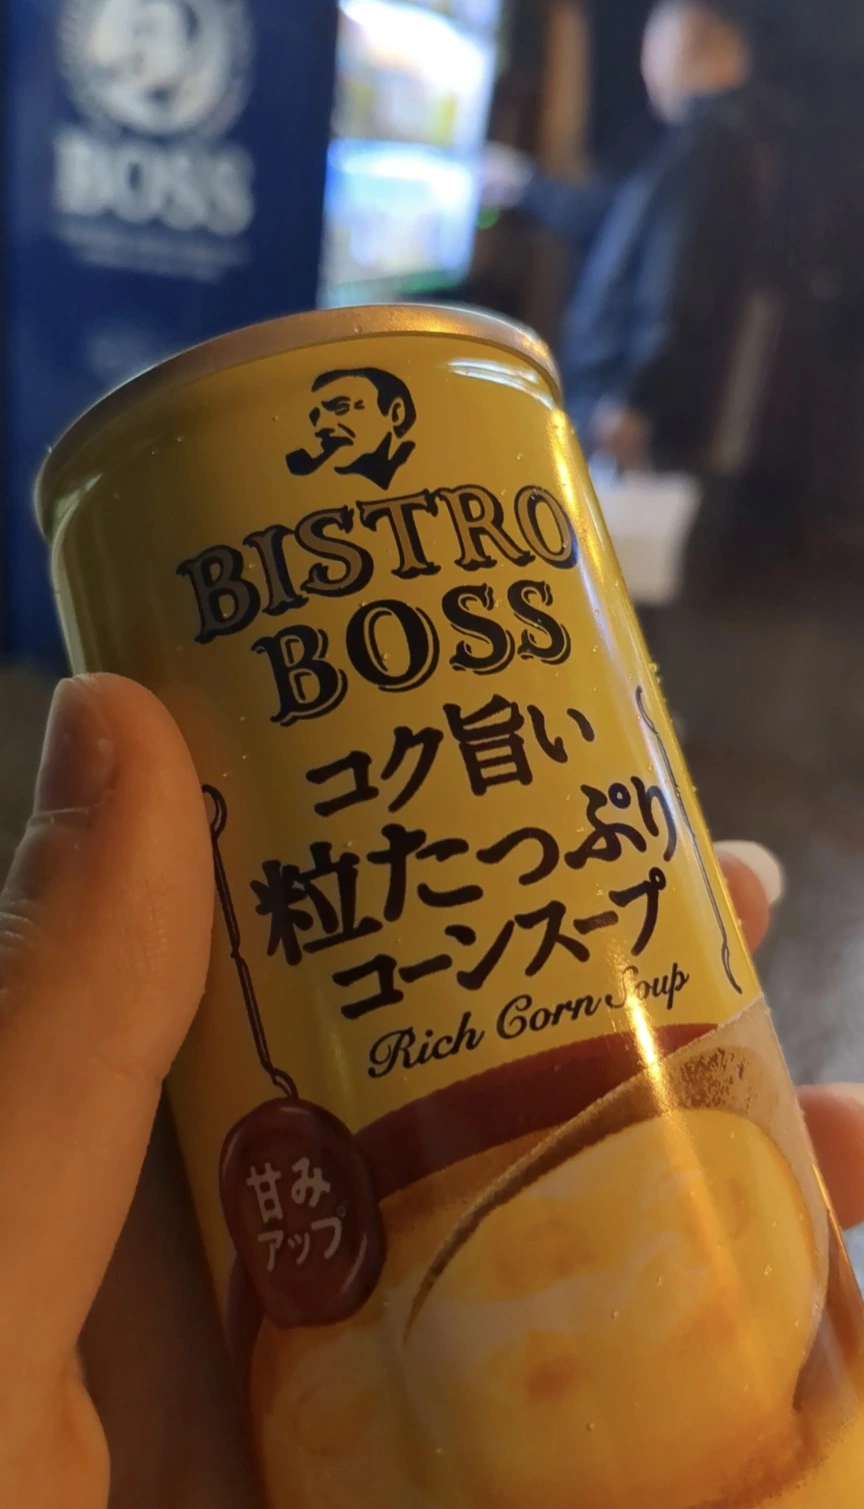 BOSS
BISTRO
BOSS
コク旨い
粒たっぷり
コーンスープ
Rich Corn Soup
甘み
アップ